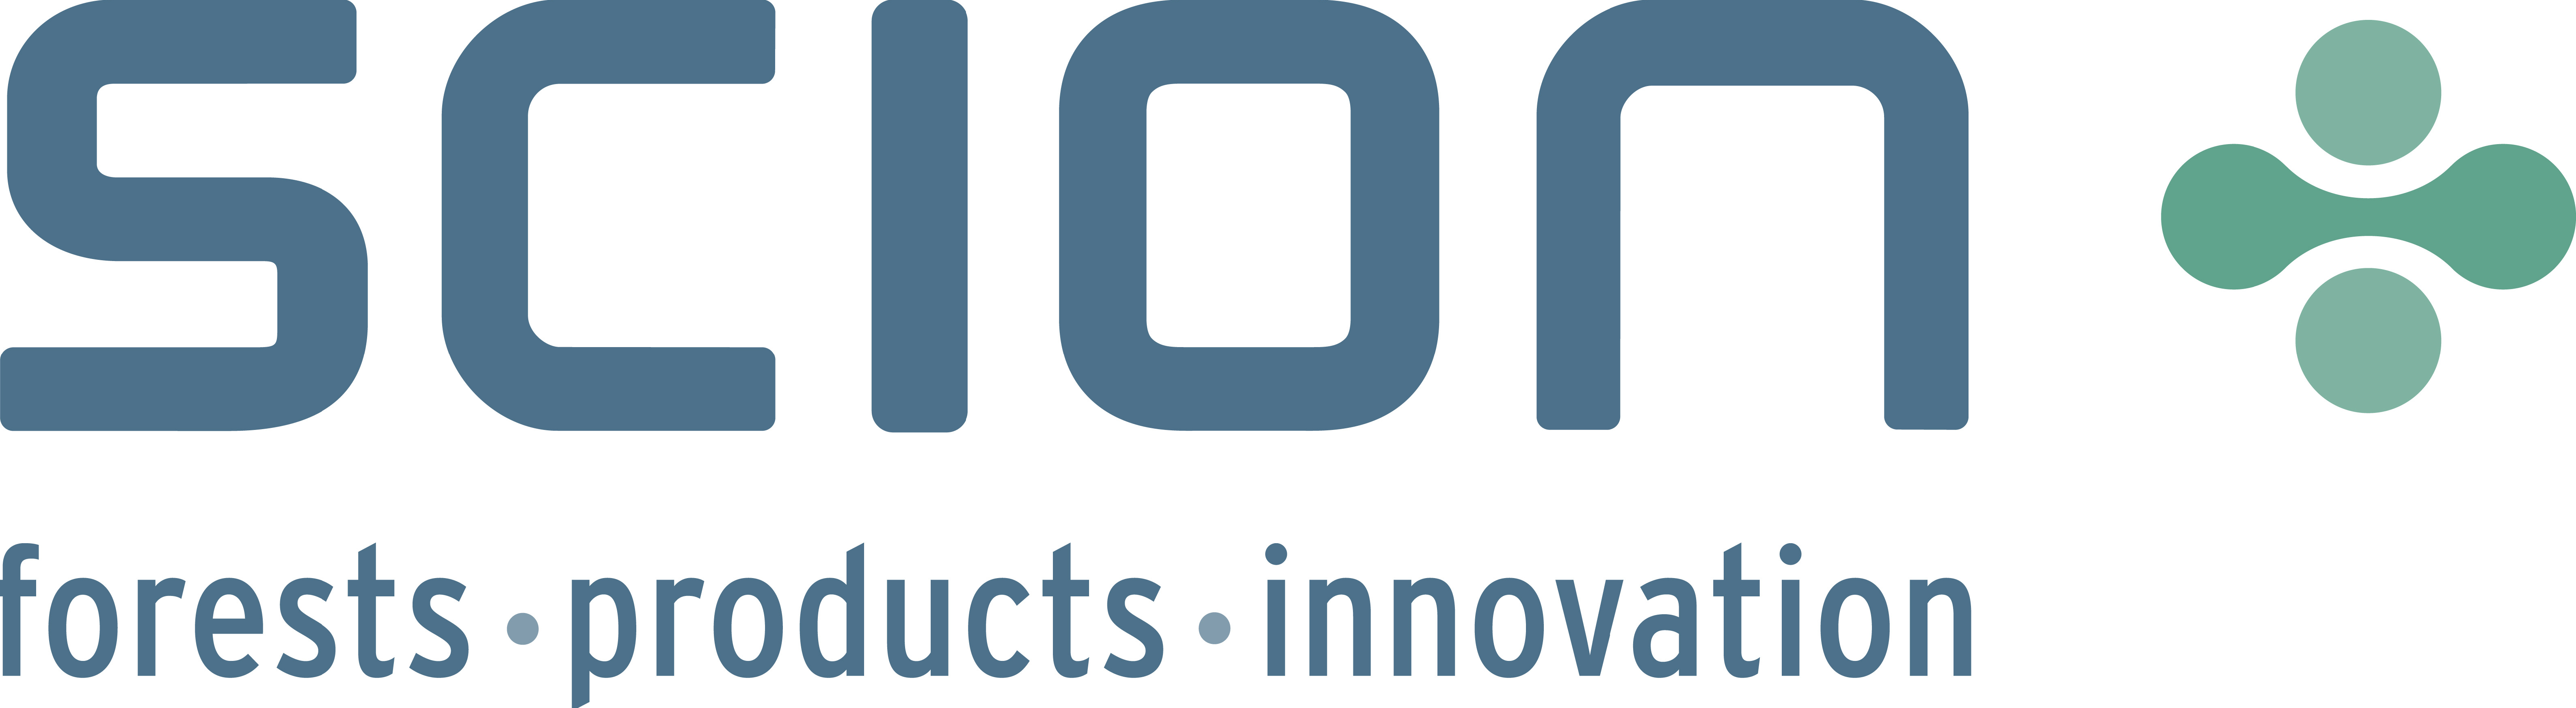 SCION
forests • products • innovation